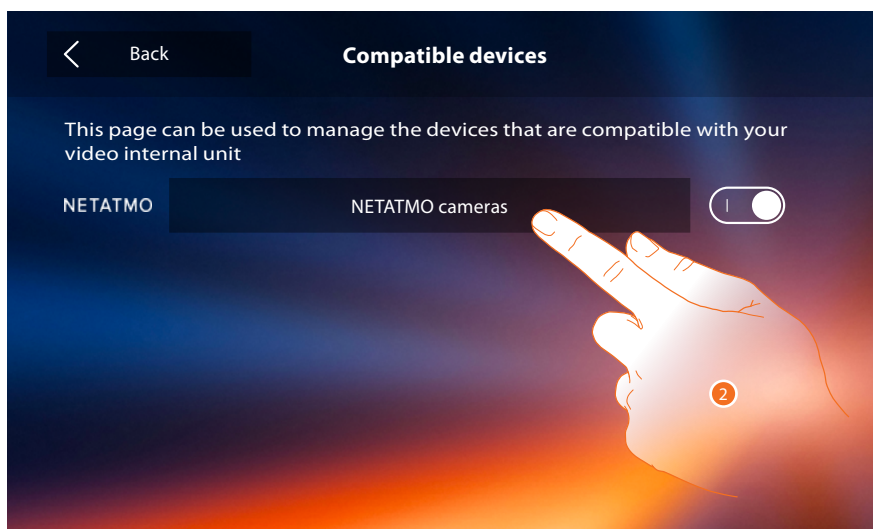 Back
Compatible devices
This page can be used to manage the devices that are compatible with your
video internal unit
NETATMO
NETATMO cameras
2